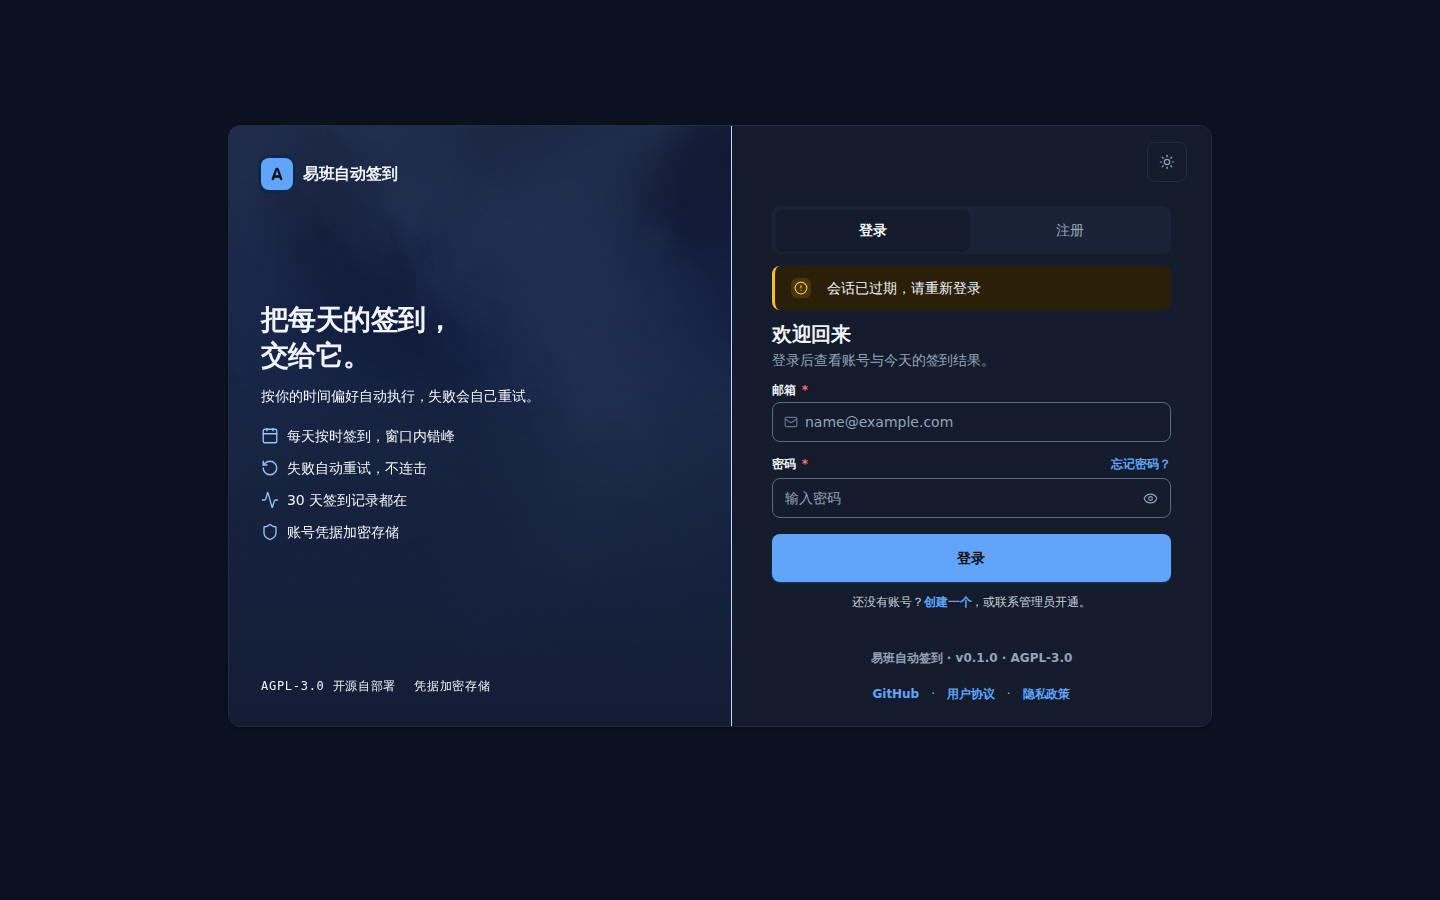 A 易班自动签到
把每天的签到，
交给它。
按你的时间偏好自动执行，失败会自己重试。
每天按时签到，窗口内错峰
失败自动重试，不连击
30 天签到记录都在
账号凭据加密存储
AGPL-3.0 开源自部署 凭据加密存储
登录 注册
会话已过期，请重新登录
欢迎回来
登录后查看账号与今天的签到结果。
邮箱 *
name@example.com
密码 * 忘记密码？
输入密码
登录
还没有账号？创建一个，或联系管理员开通。
易班自动签到 · v0.1.0 · AGPL-3.0
GitHub · 用户协议 · 隐私政策